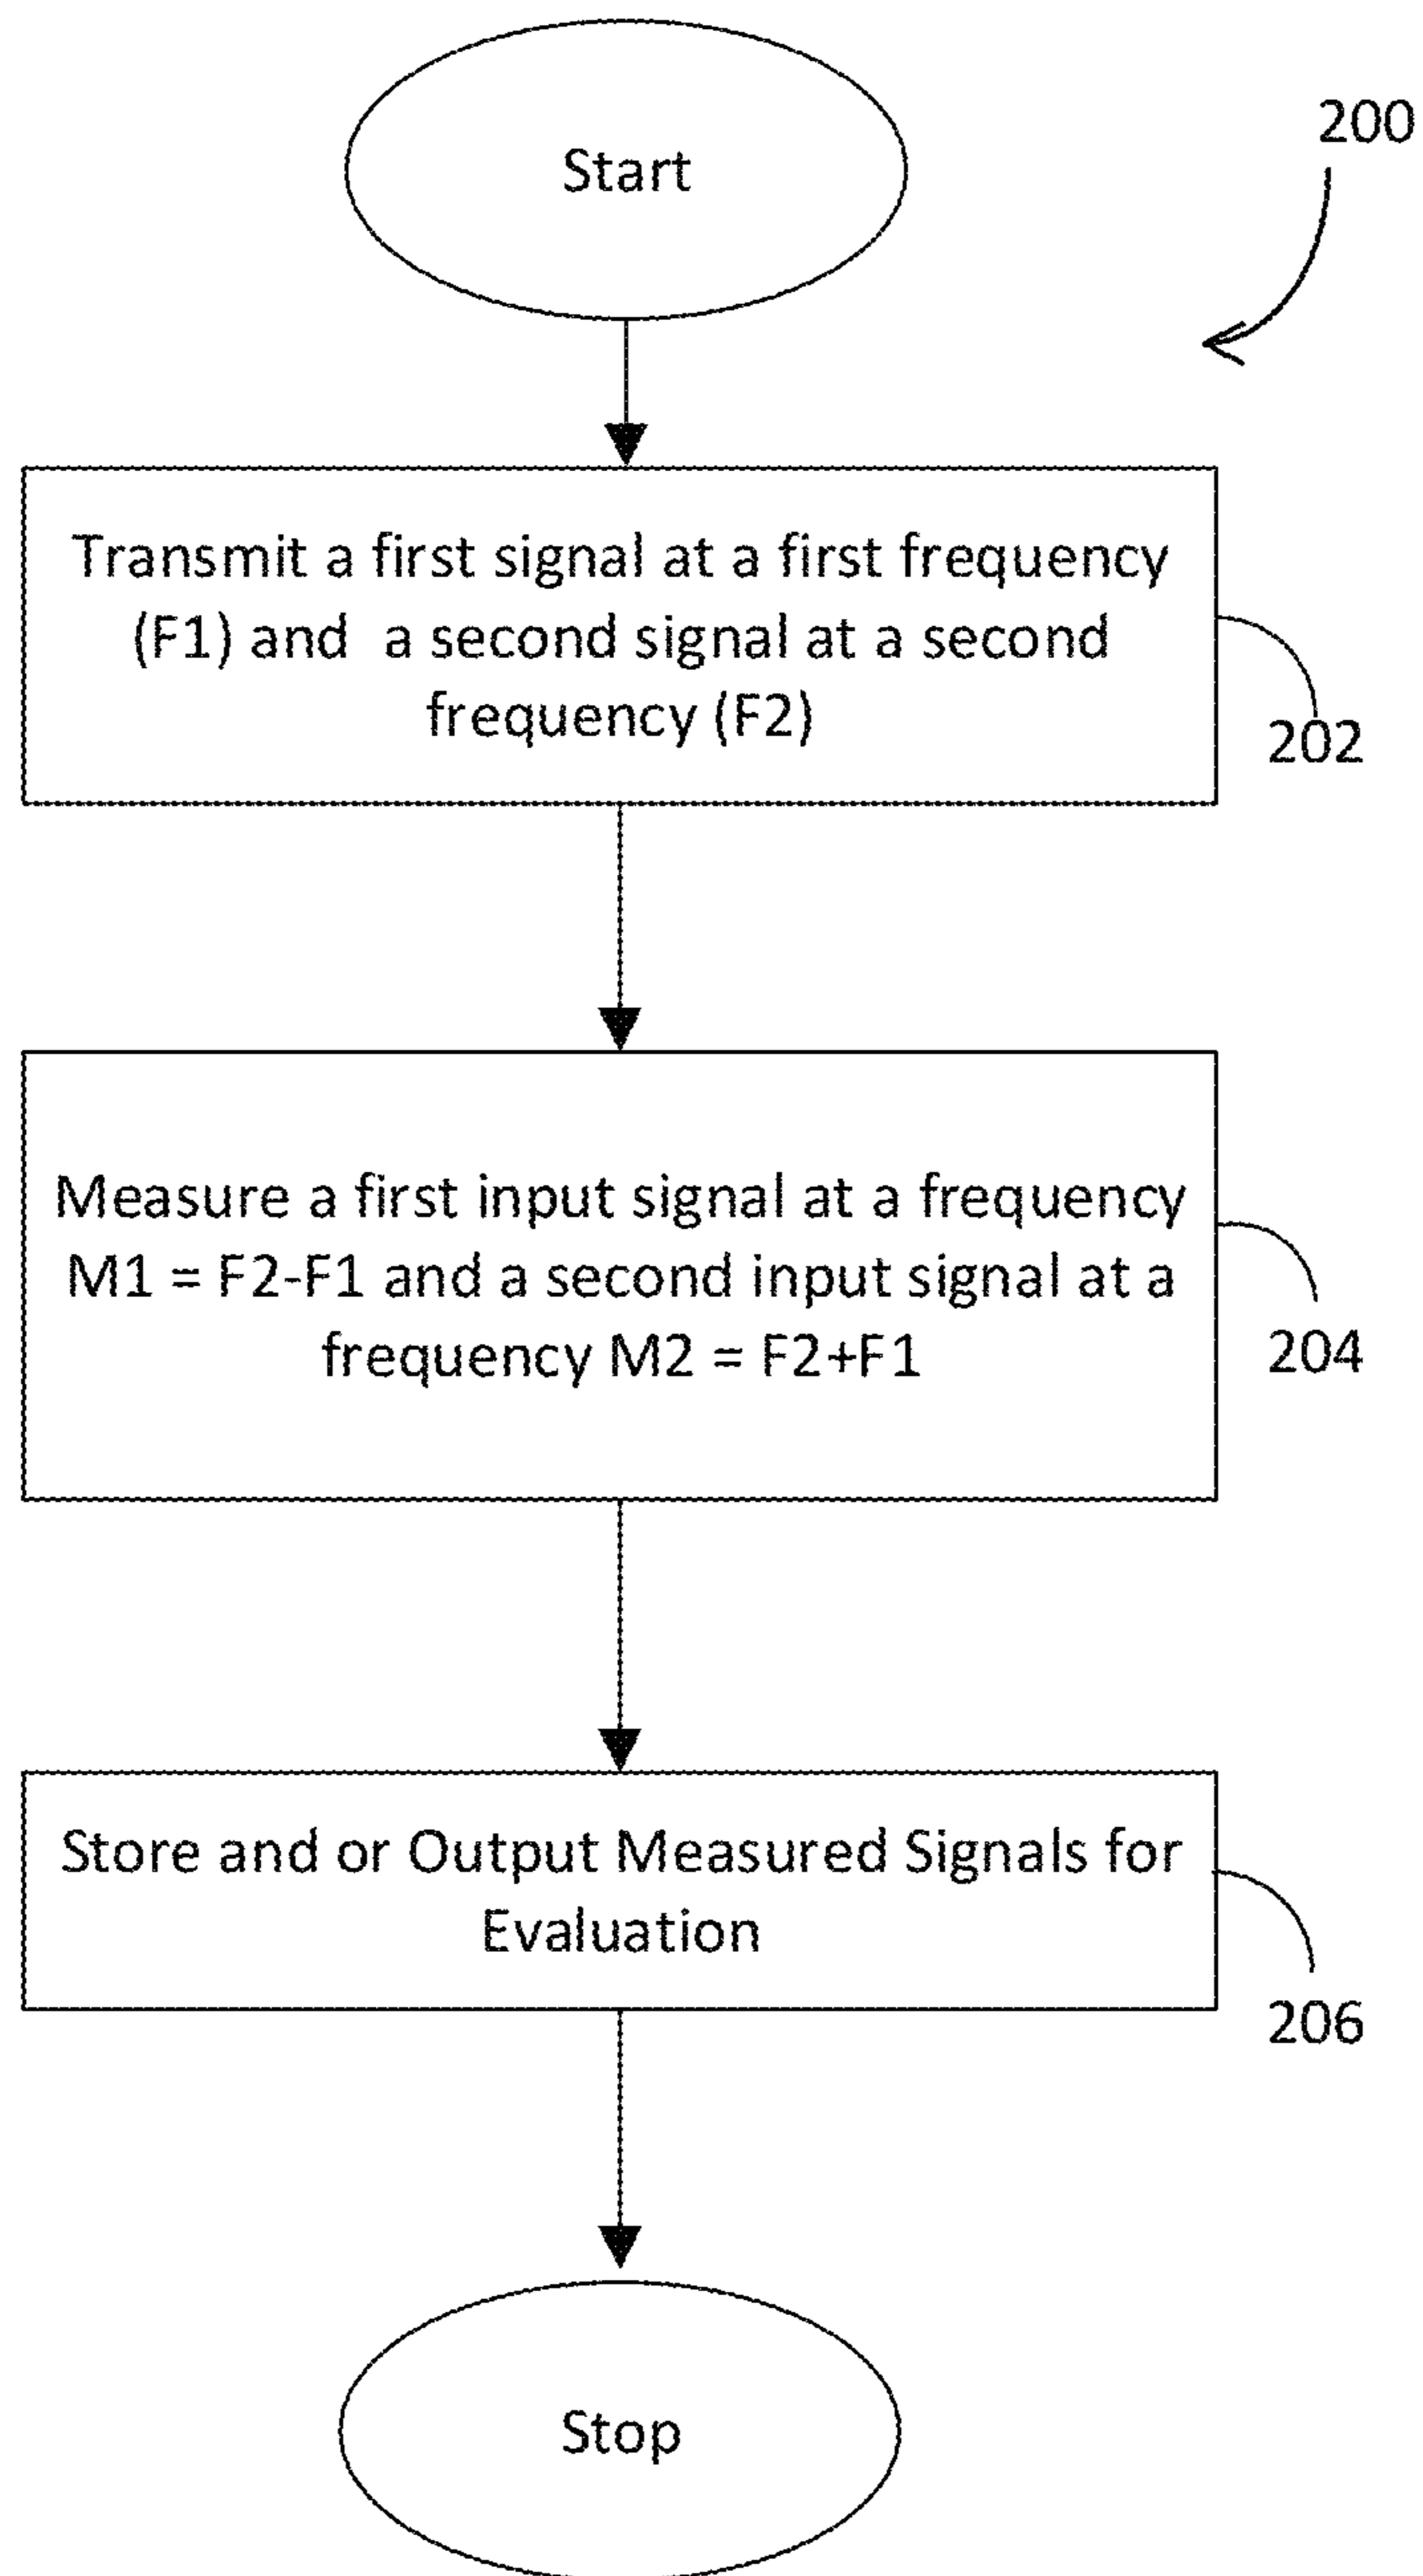 Start
200
Transmit a first signal at a first frequency
(F1) and a second signal at a second
frequency (F2)
202
Measure a first input signal at a frequency
M1 = F2-F1 and a second input signal at a
frequency M2 = F2+F1
204
Store and or Output Measured Signals for
Evaluation
206
Stop